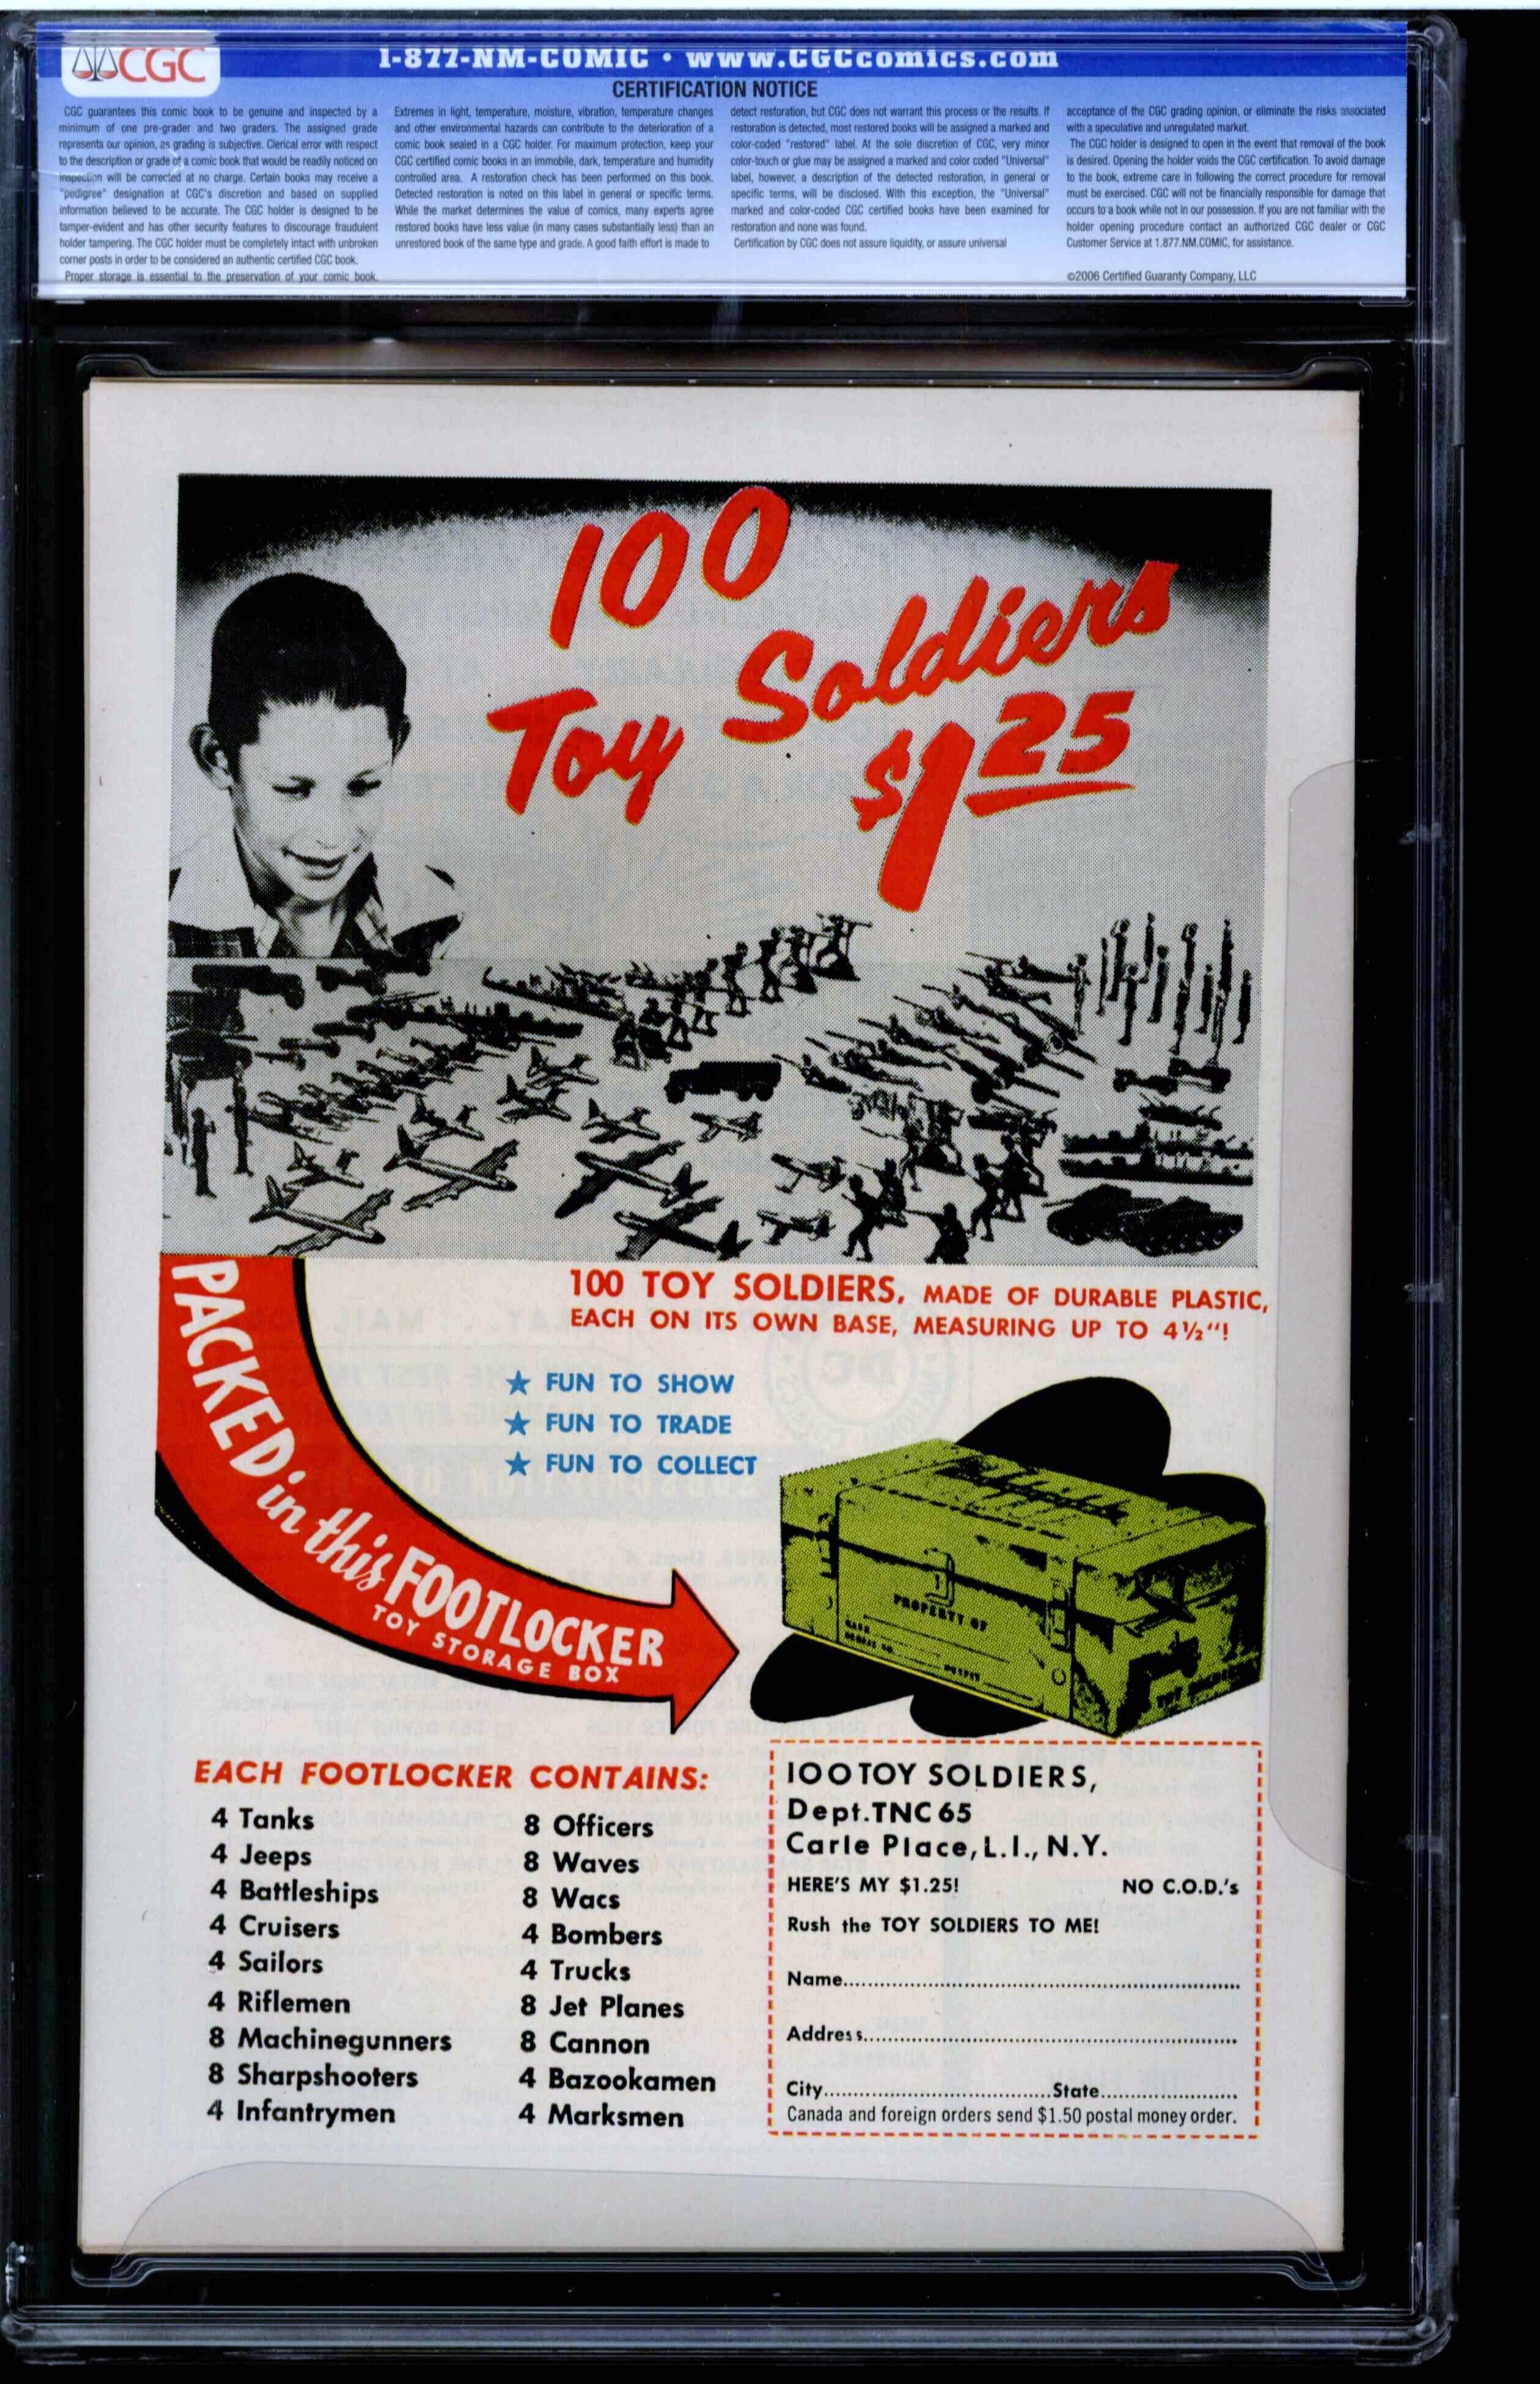 CGC
1-877-NM-COMIC • www.CGCcomics.com
CERTIFICATION NOTICE
CGC guarantees this comic book to be genuine and inspected by a
minimum of one pre-grader and two graders. The assigned grade
represents our opinion, as grading is subjective. Clerical error with respect
to the description or grade of a comic book that would be readily noticed on
inspection will be corrected at no charge. Certain books may receive a
"pedigree" designation at CGC's discretion and based on supplied
information believed to be accurate. The CGC holder is designed to be
tamper-evident and has other security features to discourage fraudulent
holder tampering. The CGC holder must be completely intact with unbroken
corner posts in order to be considered an authentic certified CGC book.
Proper storage is essential to the preservation of your comic book.
Extremes in light, temperature, moisture, vibration, temperature changes
and other environmental hazards can contribute to the deterioration of a
comic book sealed in a CGC holder. For maximum protection, keep your
CGC certified comic books in an immobile, dark, temperature and humidity
controlled area. A restoration check has been performed on this book.
Detected restoration is noted on this label in general or specific terms.
While the market determines the value of comics, many experts agree
restored books have less value (in many cases substantially less) than an
unrestored book of the same type and grade. A good faith effort is made to
detect restoration, but CGC does not warrant this process or the results. If
restoration is detected, most restored books will be assigned a marked and
color-coded "restored" label. At the sole discretion of CGC, very minor
color-touch or glue may be assigned a marked and color coded "Universal"
label, however, a description of the detected restoration, in general or
specific terms, will be disclosed. With this exception, the "Universal"
marked and color-coded CGC certified books have been examined for
restoration and none was found.
Certification by CGC does not assure liquidity, or assure universal
acceptance of the CGC grading opinion, or eliminate the risks associated
with a speculative and unregulated market.
The CGC holder is designed to open in the event that removal of the book
is desired. Opening the holder voids the CGC certification. To avoid damage
to the book, extreme care in following the correct procedure for removal
must be exercised. CGC will not be financially responsible for damage that
occurs to a book while not in our possession. If you are not familiar with the
holder opening procedure contact an authorized CGC dealer or CGC
Customer Service at 1.877.NM.COMIC, for assistance.
©2006 Certified Guaranty Company, LLC
100
Toy Soldiers
$1 25
100 TOY SOLDIERS, MADE OF DURABLE PLASTIC,
EACH ON ITS OWN BASE, MEASURING UP TO 4½"!
★ FUN TO SHOW
★ FUN TO TRADE
★ FUN TO COLLECT
PACKED in this FOOTLOCKER
TOY STORAGE BOX
PROPERTY OF
EACH FOOTLOCKER CONTAINS:
4 Tanks
4 Jeeps
4 Battleships
4 Cruisers
4 Sailors
4 Riflemen
8 Machinegunners
8 Sharpshooters
4 Infantrymen
8 Officers
8 Waves
8 Wacs
4 Bombers
4 Trucks
8 Jet Planes
8 Cannon
4 Bazookamen
4 Marksmen
100 TOY SOLDIERS,
Dept. TNC 65
Carle Place, L.I., N.Y.
HERE'S MY $1.25! NO C.O.D.'s
Rush the TOY SOLDIERS TO ME!
Name
Address
City State
Canada and foreign orders send $1.50 postal money order.